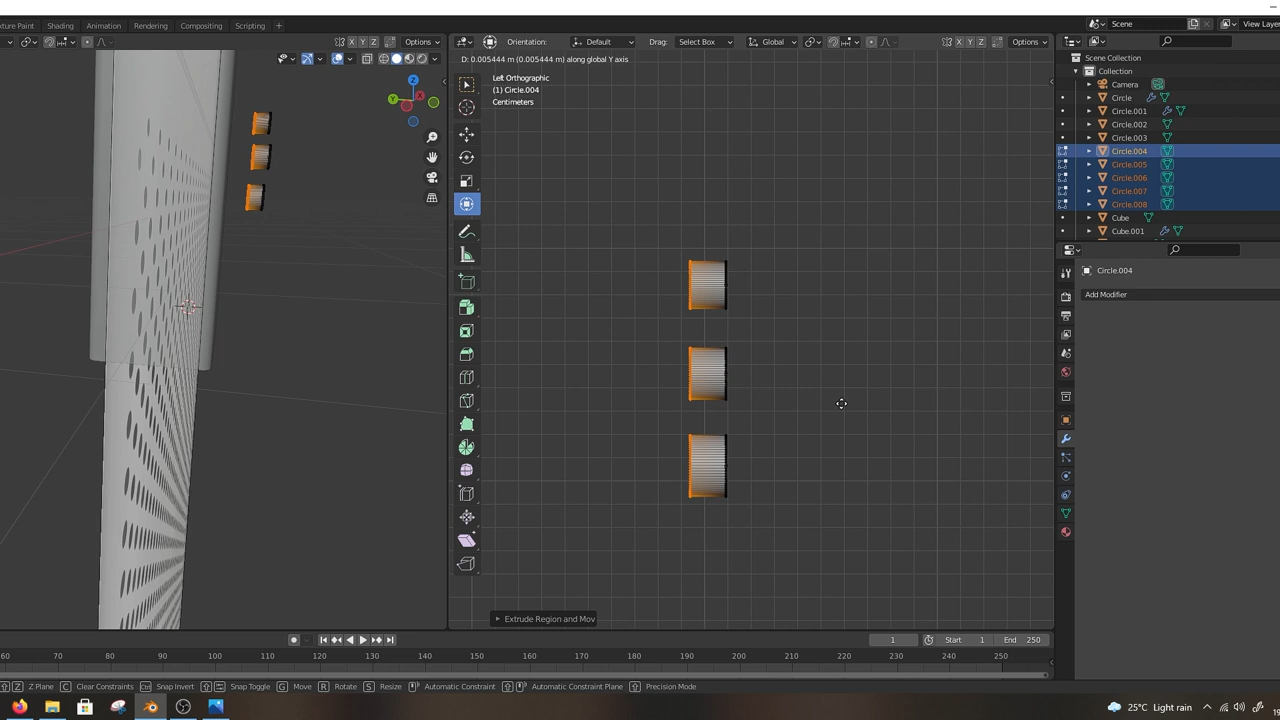 xture Paint Shading Animation Rendering Compositing Scripting +
Scene
View Layer
X Y Z Options
Orientation: Default Drag: Select Box Global X Y Z Options
D: 0.005444 m (0.005444 m) along global Y axis
Left Orthographic
(1) Circle.004
Centimeters
Z
Y
X
Scene Collection
Collection
Camera
Circle
Circle.001
Circle.002
Circle.003
Circle.004
Circle.005
Circle.006
Circle.007
Circle.008
Cube
Cube.001
Circle.004
Add Modifier
Extrude Region and Mov
1 Start 1 End 250
60 70 80 90 100 110 120 130 140 150 160 170 180 190 200 210 220 230 240 250
Z Z Plane C Clear Constraints Ctrl Snap Invert Snap Toggle G Move R Rotate S Resize Automatic Constraint Automatic Constraint Plane Precision Mode
25°C Light rain